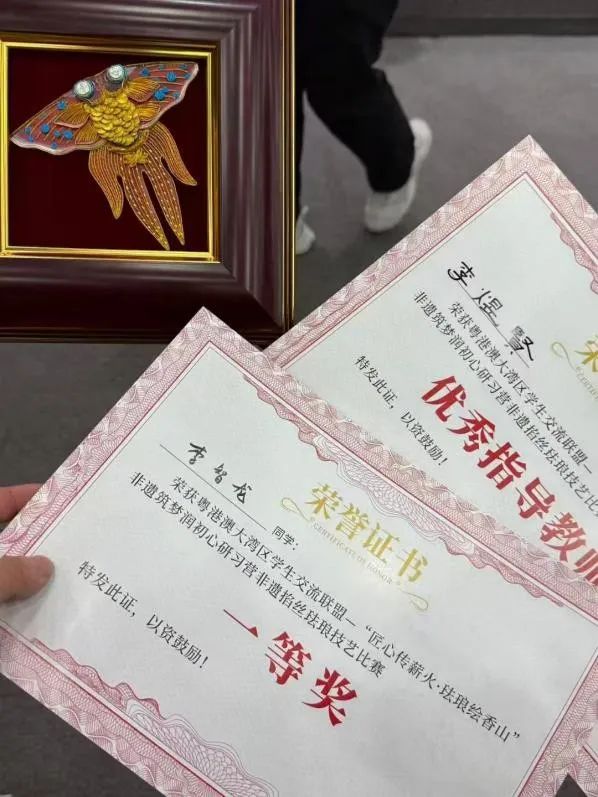 李煜
荣获粤港澳大湾区学生交流联盟—
非遗筑梦润初心研习营非遗掐丝珐琅技艺比
优秀指导教师
特发此证，以资鼓励！
荣誉证书
CERTIFICATE OF HONOR
李智龙 同学：
荣获粤港澳大湾区学生交流联盟—“匠心传薪火·珐琅绘香山”
非遗筑梦润初心研习营非遗掐丝珐琅技艺比赛
一等奖
特发此证，以资鼓励！